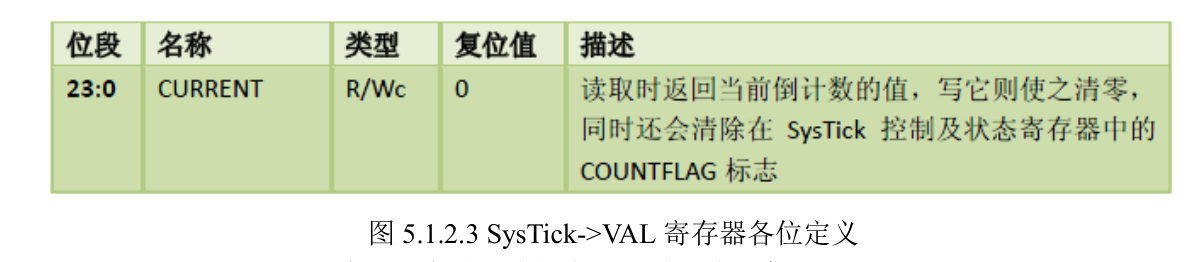 位段 名称 类型 复位值 描述
23:0 CURRENT R/Wc 0 读取时返回当前倒计数的值，写它则使之清零，
同时还会清除在 SysTick 控制及状态寄存器中的
COUNTFLAG 标志
图 5.1.2.3 SysTick->VAL 寄存器各位定义